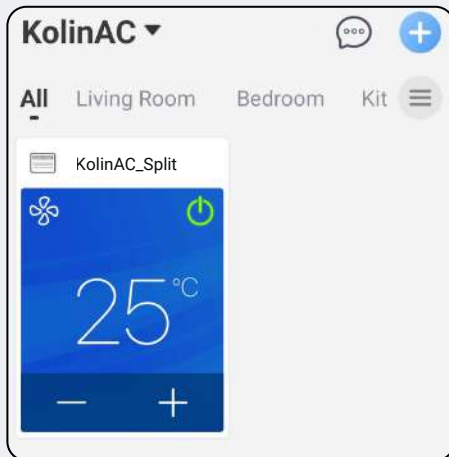 KolinAC
All Living Room Bedroom Kit
KolinAC_Split
25°C
− +